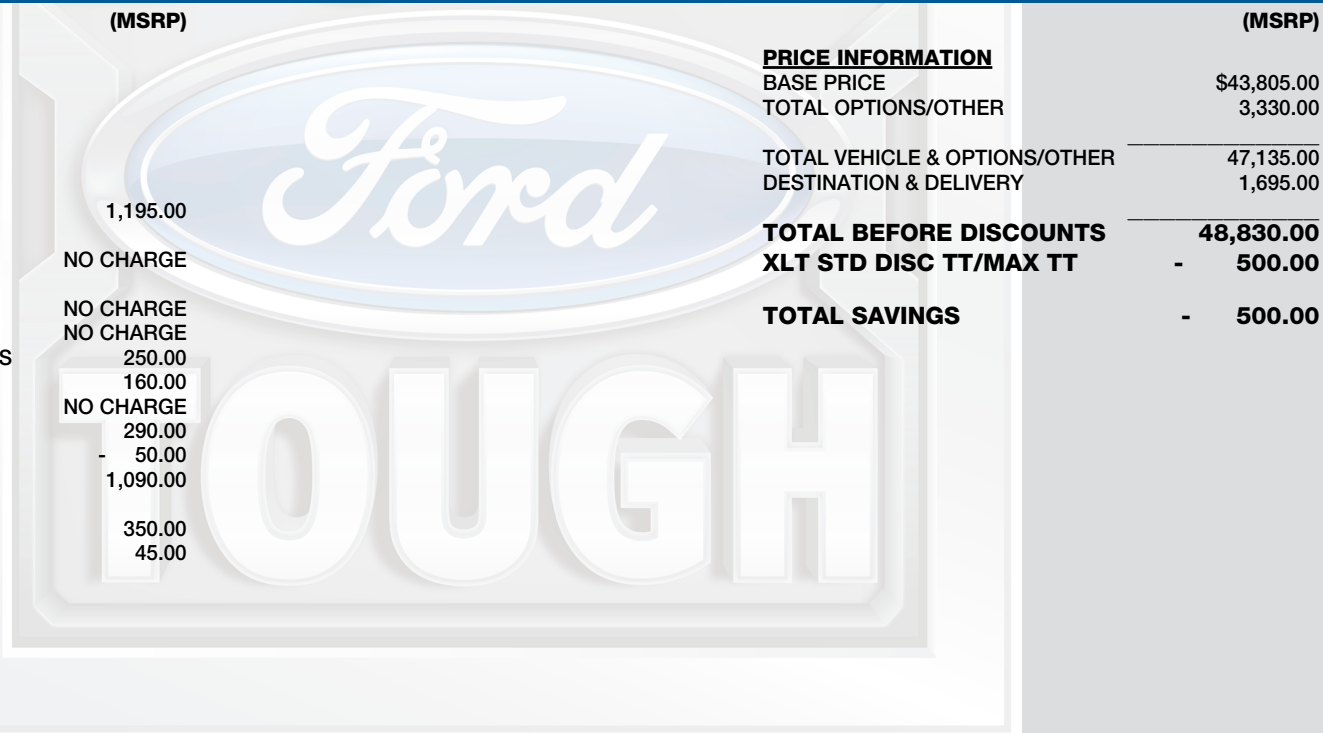 (MSRP)
1,195.00
NO CHARGE
NO CHARGE
NO CHARGE
S 250.00
160.00
NO CHARGE
290.00
- 50.00
1,090.00
350.00
45.00
Ford
TOUGH
(MSRP)
PRICE INFORMATION
BASE PRICE $43,805.00
TOTAL OPTIONS/OTHER 3,330.00
TOTAL VEHICLE & OPTIONS/OTHER 47,135.00
DESTINATION & DELIVERY 1,695.00
TOTAL BEFORE DISCOUNTS 48,830.00
XLT STD DISC TT/MAX TT - 500.00
TOTAL SAVINGS - 500.00